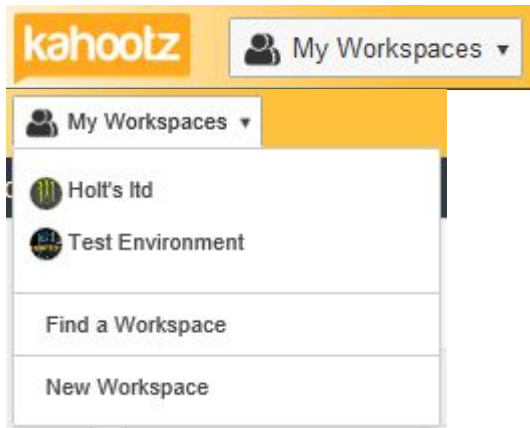 kahootz
My Workspaces
My Workspaces
Holt's ltd
Test Environment
Find a Workspace
New Workspace